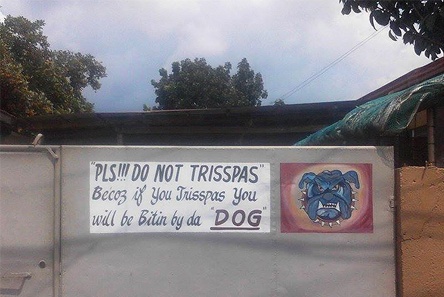 "PLS!!! DO NOT TRISSPAS"
Becoz if You Trisspas You
will be Bitin by da "DOG"